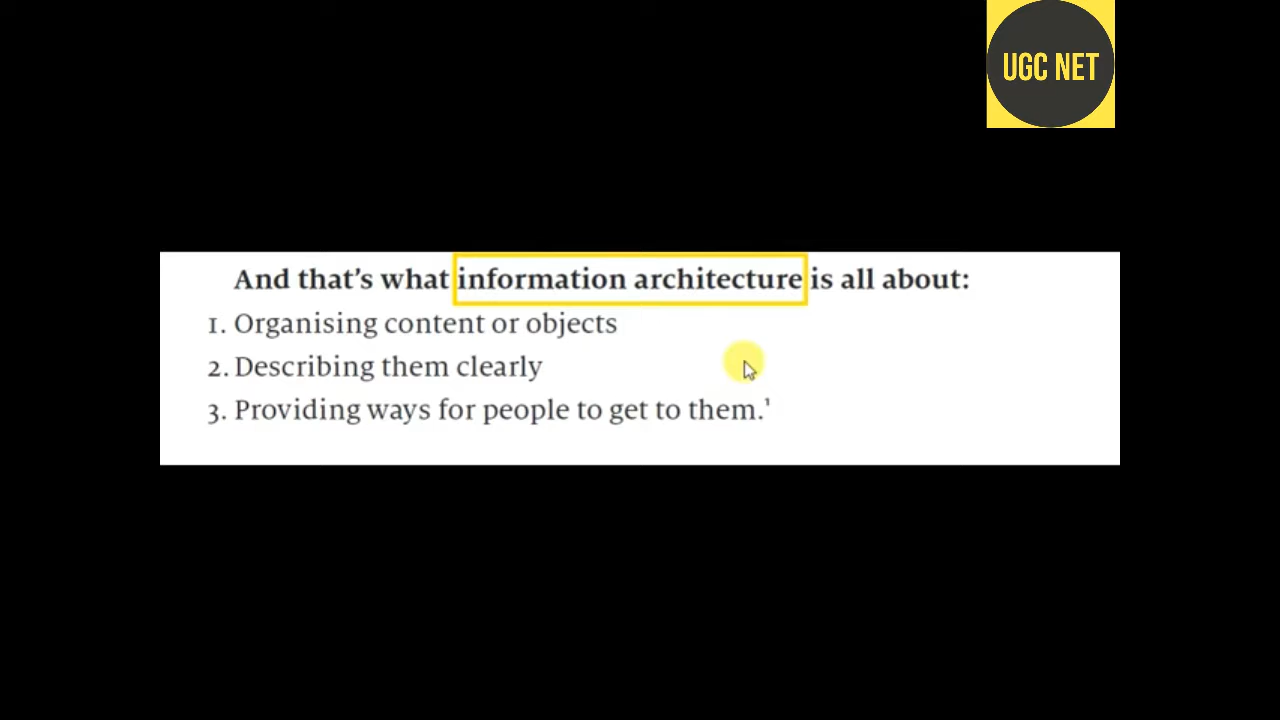 UGC NET
And that’s what information architecture is all about:
1. Organising content or objects
2. Describing them clearly
3. Providing ways for people to get to them.¹